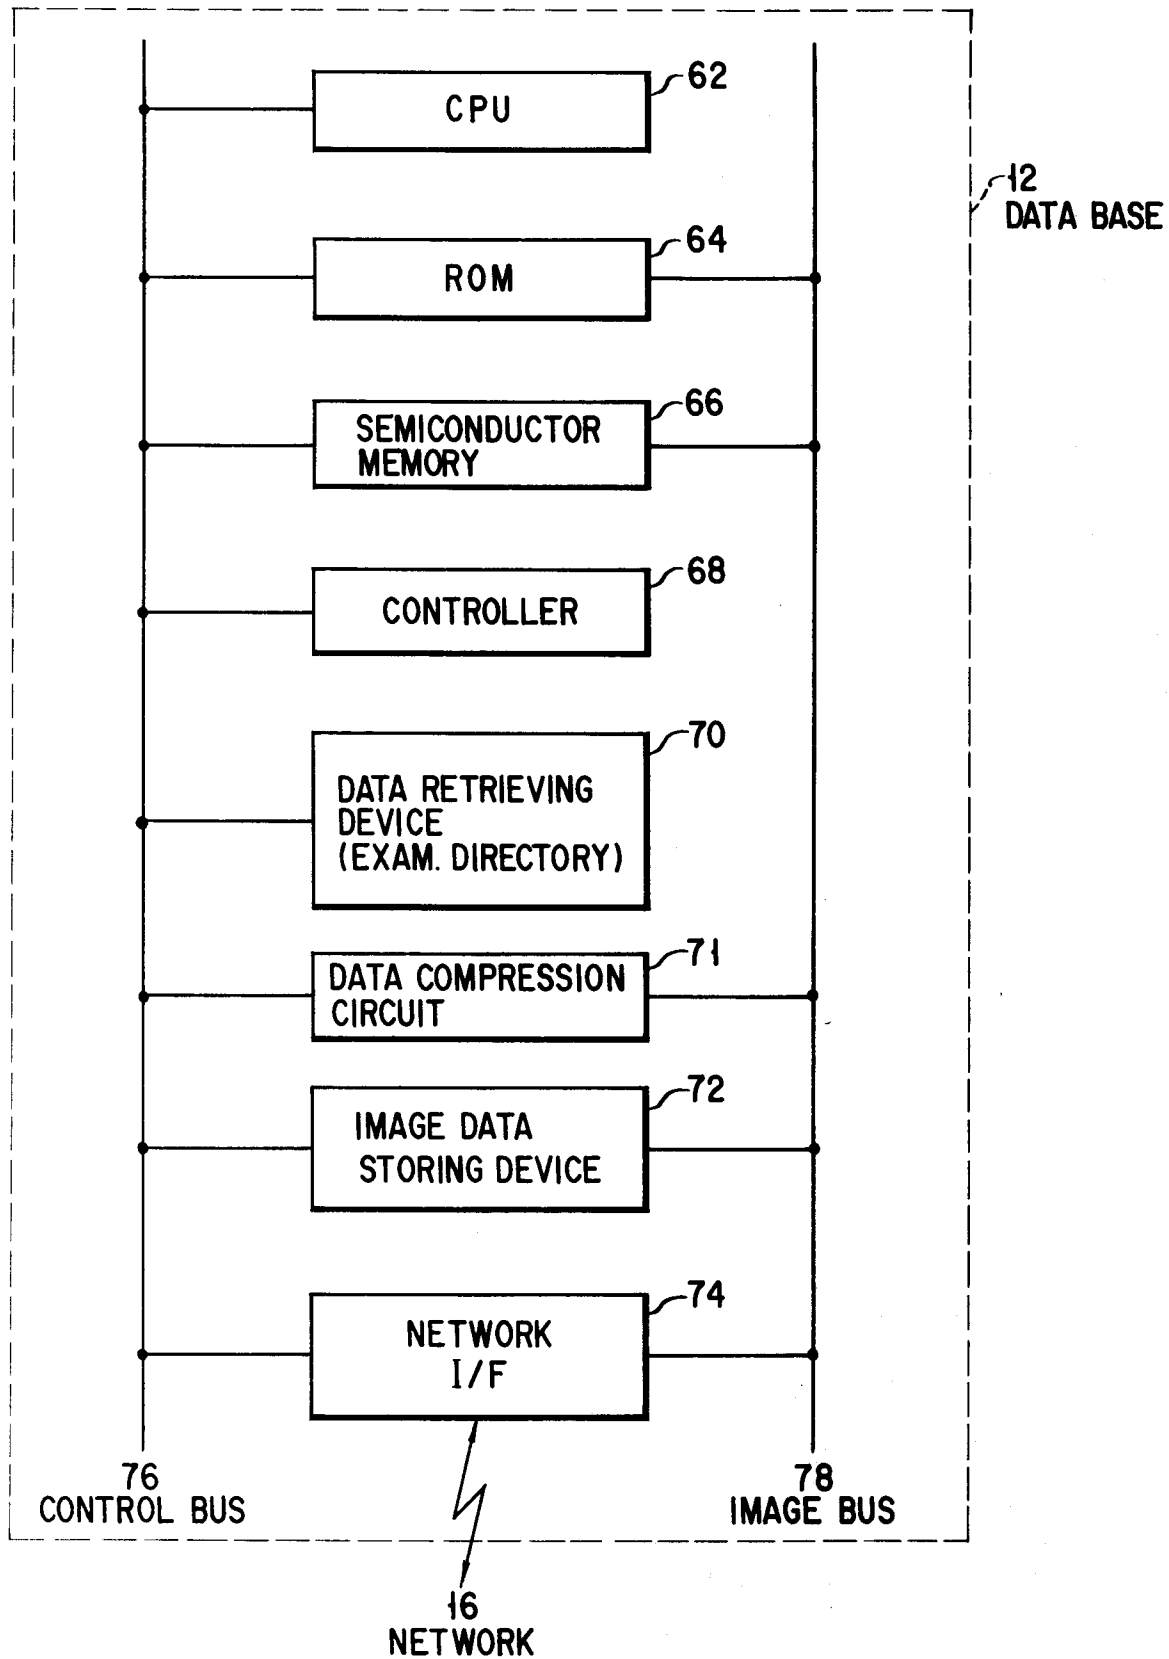 62
CPU
12
DATA BASE
64
ROM
66
SEMICONDUCTOR
MEMORY
68
CONTROLLER
70
DATA RETRIEVING
DEVICE
(EXAM. DIRECTORY)
71
DATA COMPRESSION
CIRCUIT
72
IMAGE DATA
STORING DEVICE
74
NETWORK
I/F
76
CONTROL BUS
78
IMAGE BUS
16
NETWORK